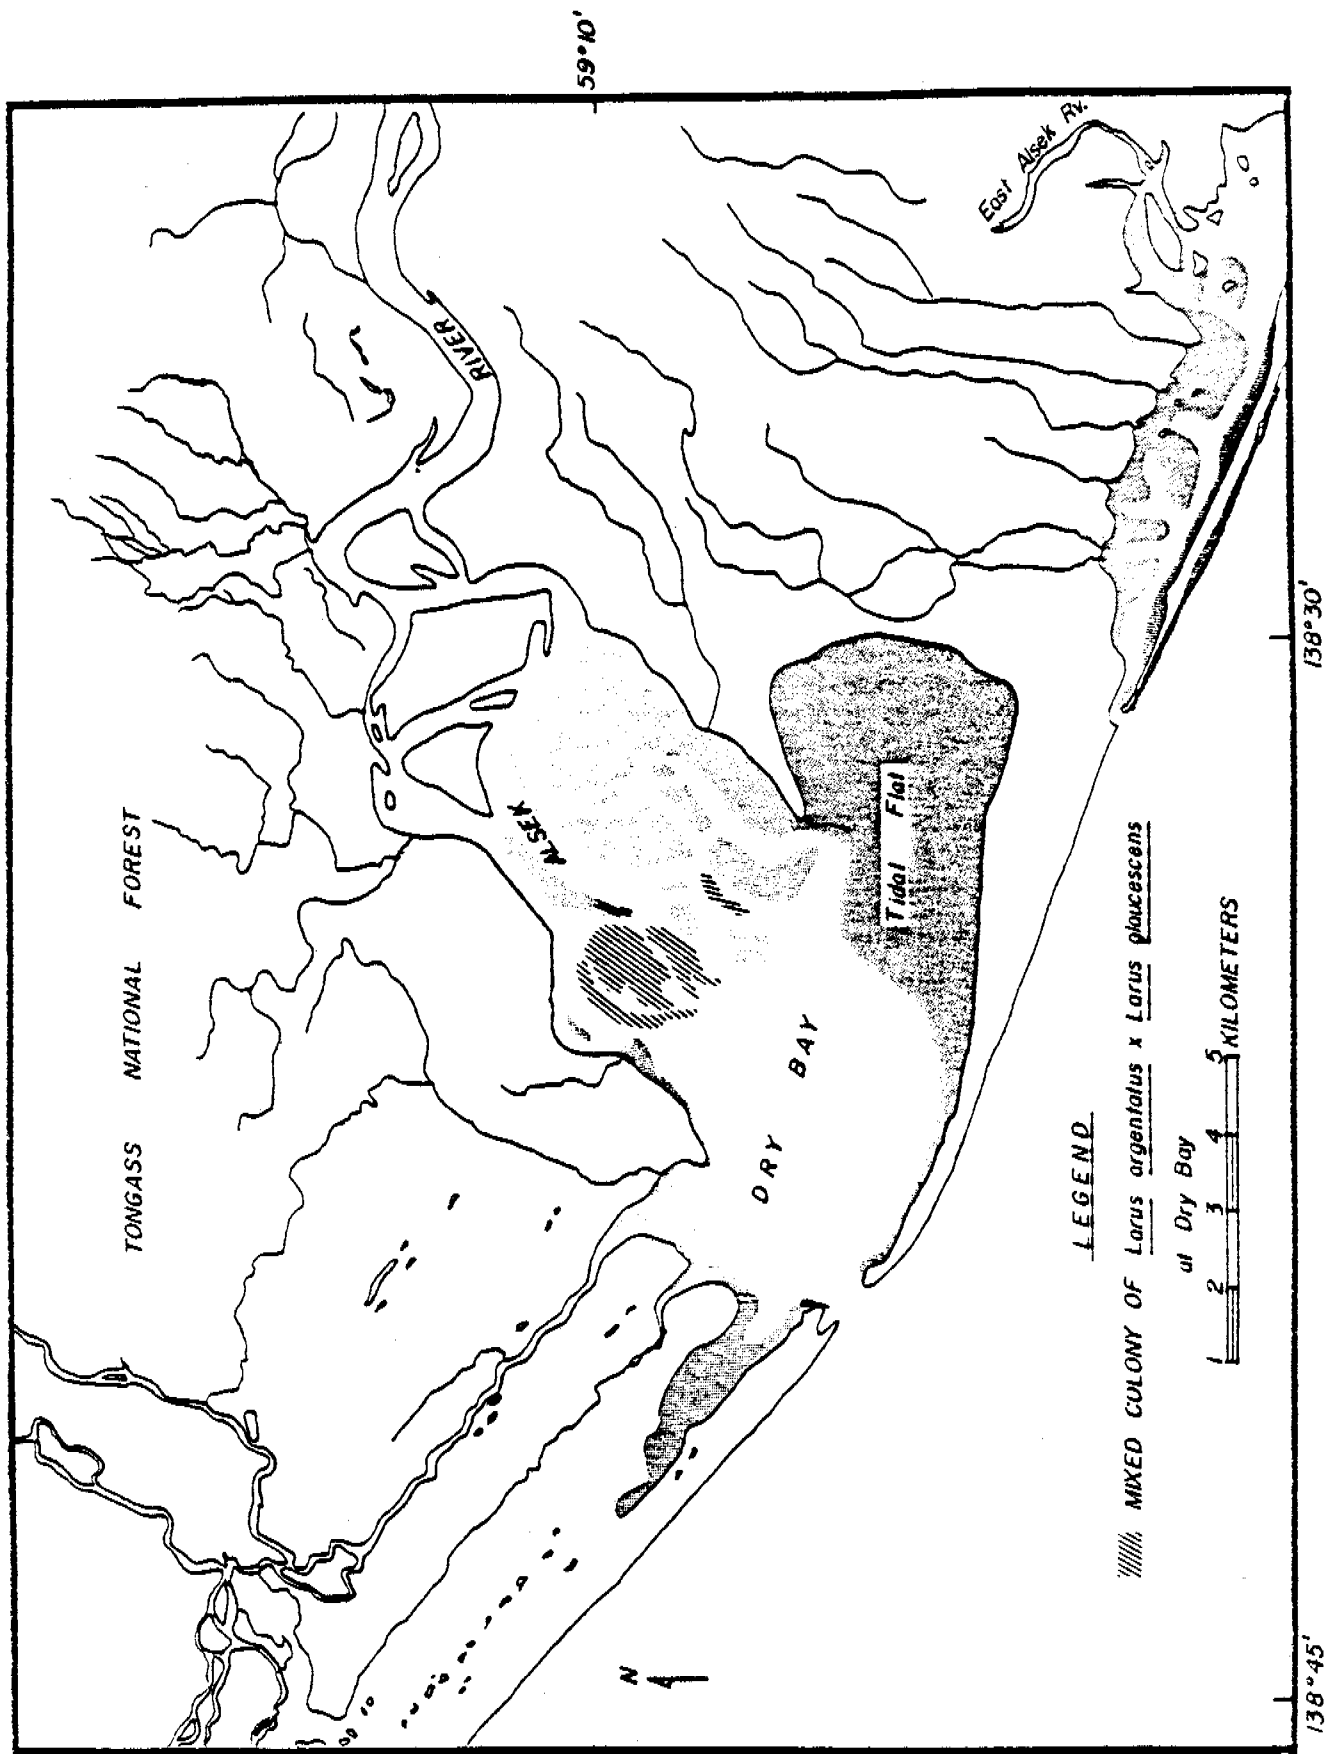 59°10'
TONGASS NATIONAL FOREST
RIVER
ALSEK
East Alsek Rv.
Tidal Flat
DRY BAY
N
LEGEND
MIXED COLONY OF Larus argentatus x Larus glaucescens
at Dry Bay
1 2 3 4 5
KILOMETERS
138°45'
138°30'